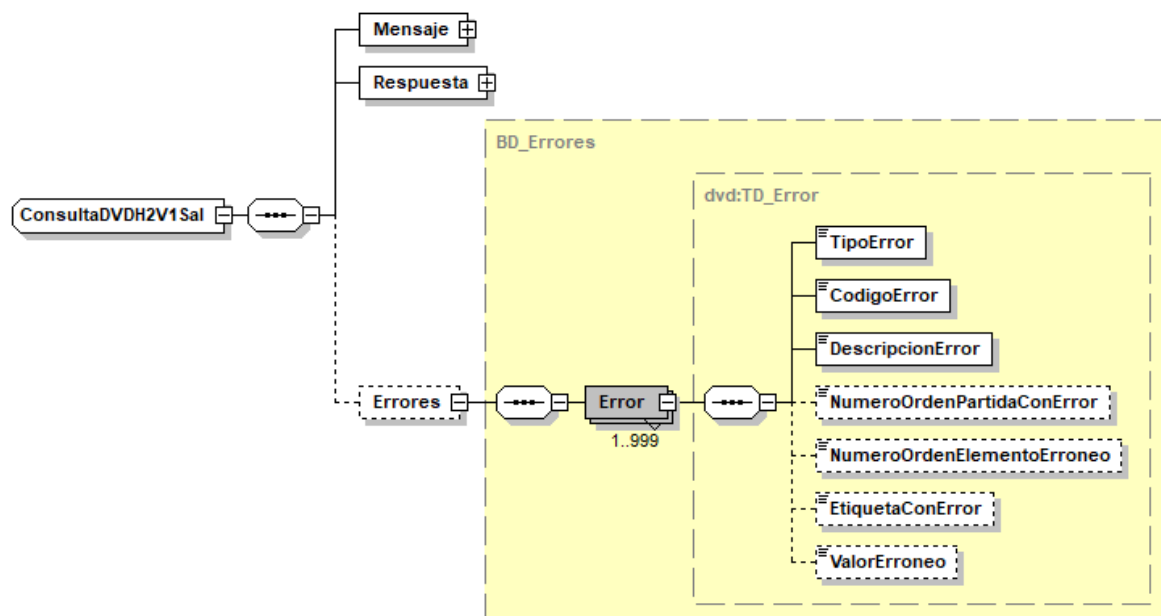 Mensaje
Respuesta
BD_Errores
dvd:TD_Error
ConsultaDVDH2V1Sal
TipoError
CodigoError
DescripcionError
Errores
Error
NumeroOrdenPartidaConError
1..999
NumeroOrdenElementoErroneo
EtiquetaConError
ValorErroneo